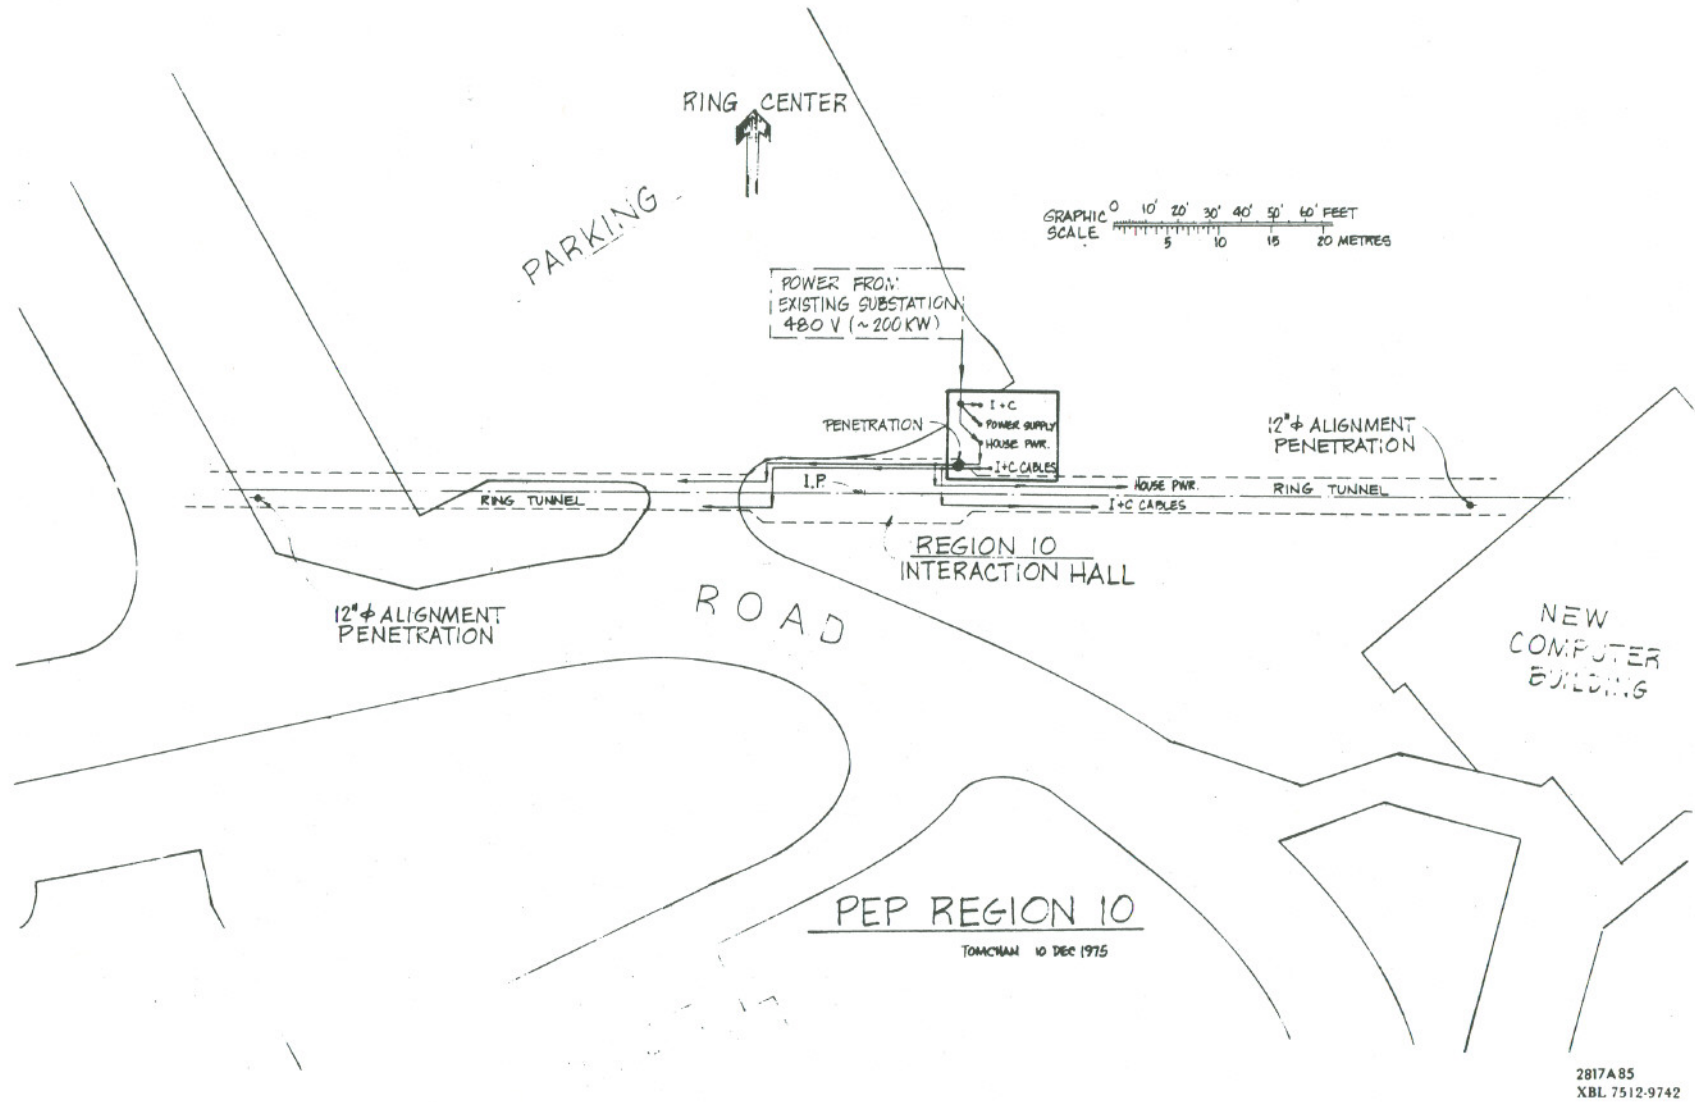 RING CENTER
PARKING
GRAPHIC
SCALE
0 10' 20' 30' 40' 50' 60' FEET
5 10 15 20 METRES
POWER FROM
EXISTING SUBSTATION
480 V (~200KW)
I+C
POWER SUPPLY
HOUSE PWR.
I+C CABLES
PENETRATION
12"φ ALIGNMENT
PENETRATION
I.P.
HOUSE PWR.
RING TUNNEL
RING TUNNEL
I+C CABLES
REGION 10
INTERACTION HALL
12"φ ALIGNMENT
PENETRATION
ROAD
NEW
COMPUTER
BUILDING
PEP REGION 10
TOMCHAN 10 DEC 1975
2817A85
XBL 7512-9742